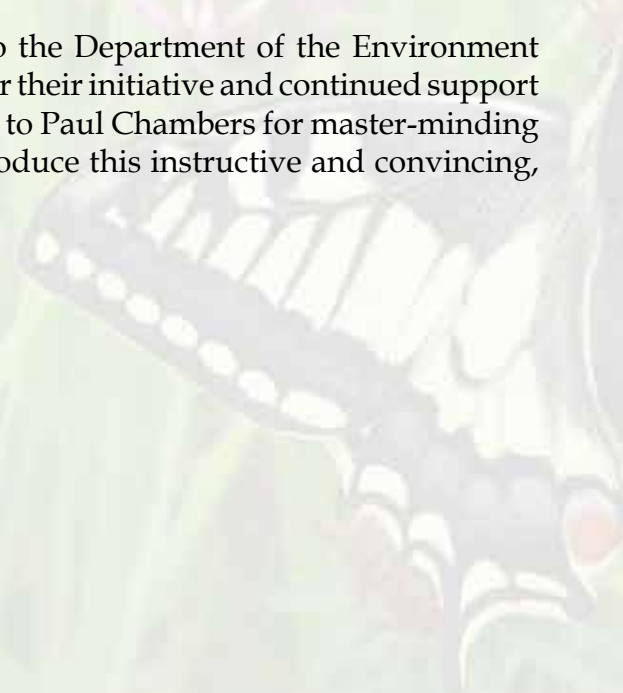 the Department of the Environment
their initiative and continued support
to Paul Chambers for master-minding
this instructive and convincing,